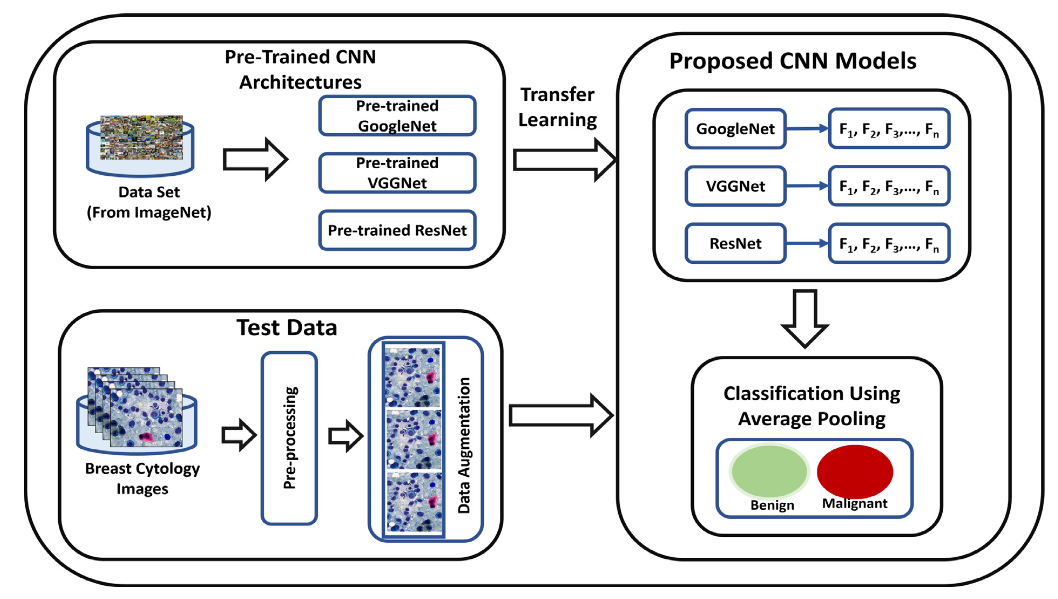 Pre-Trained CNN
Architectures
Data Set
(From ImageNet)
Pre-trained
GoogleNet
Pre-trained
VGGNet
Pre-trained ResNet
Transfer
Learning
Proposed CNN Models
GoogleNet
F1, F2, F3,..., Fn
VGGNet
F1, F2, F3,..., Fn
ResNet
F1, F2, F3,..., Fn
Test Data
Breast Cytology
Images
Pre-processing
Data Augmentation
Classification Using
Average Pooling
Benign
Malignant